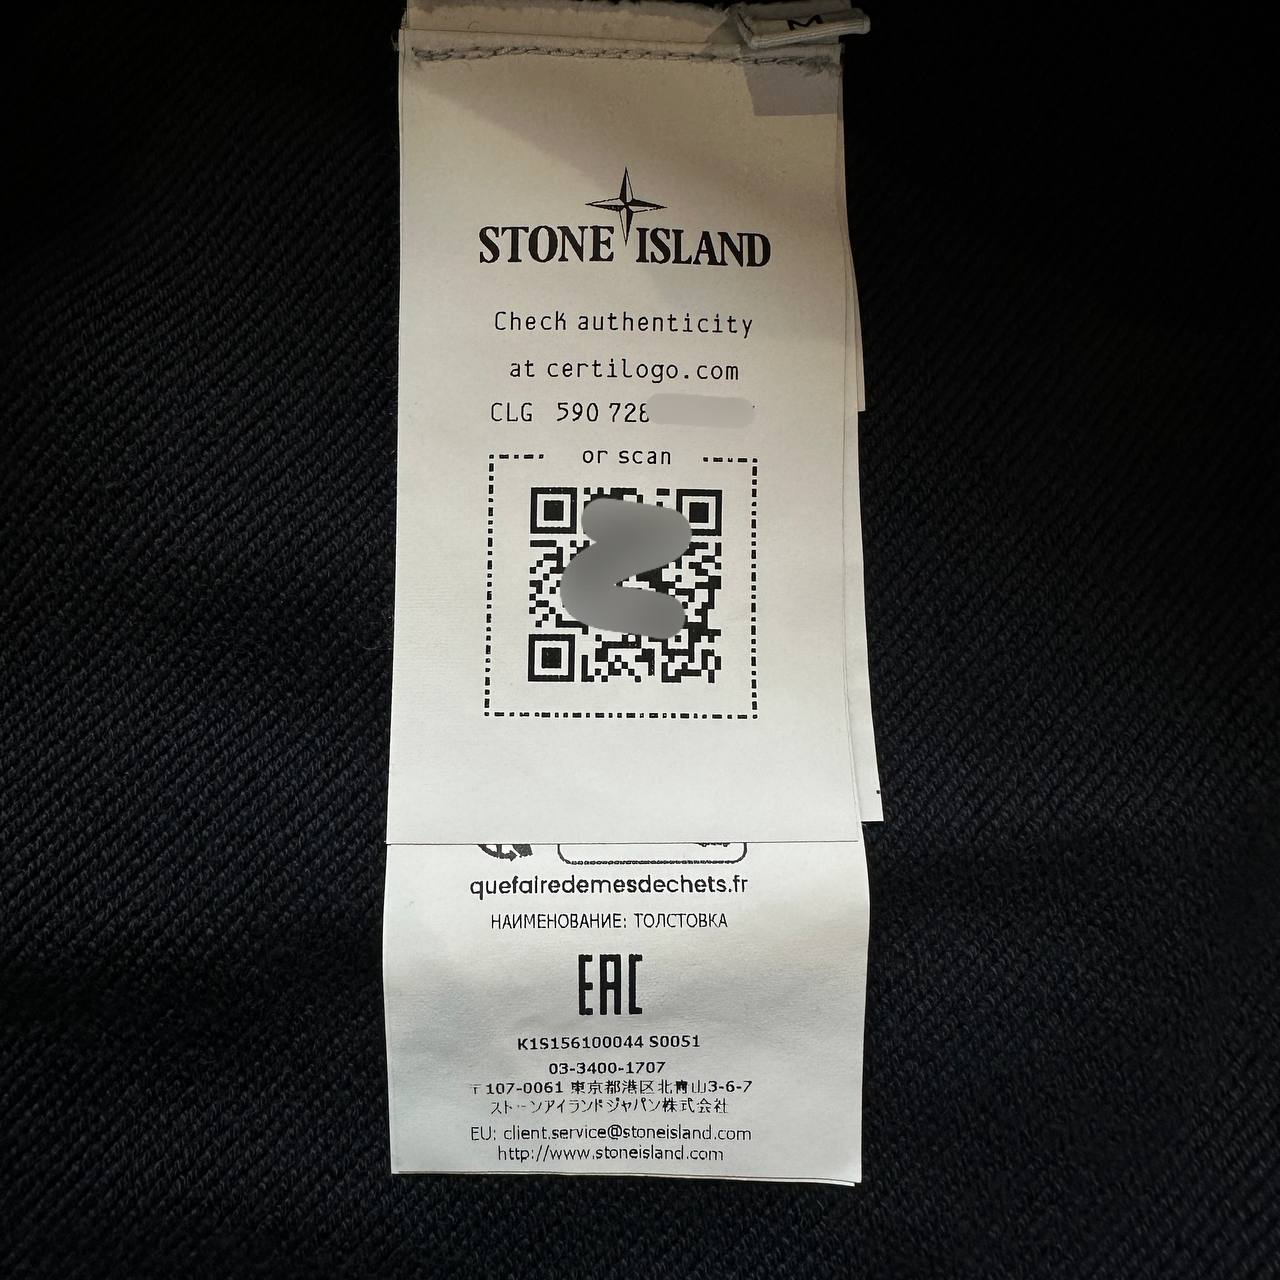 M
STONE ISLAND
Check authenticity
at certilogo.com
CLG 590 728
or scan
quefairedemesdechets.fr
НАИМЕНОВАНИЕ: ТОЛСТОВКА
EAC
K1S156100044 S0051
03-3400-1707
〒107-0061 東京都港区北青山3-6-7
ストーンアイランドジャパン株式会社
EU: client.service@stoneisland.com
http://www.stoneisland.com